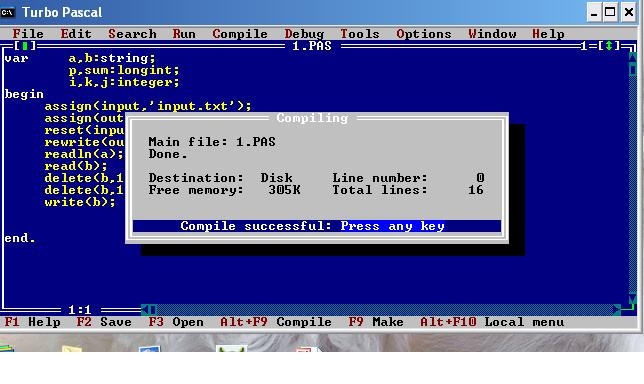 Turbo Pascal
File Edit Search Run Compile Debug Tools Options Window Help
1.PAS 1
var a,b:string;
p,sum:longint;
i,k,j:integer;
begin
assign(input,'input.txt');
assign(out
reset(inpu
rewrite(ou
readln(a);
read(b);
delete(b,1
delete(b,1
write(b);
end.
Compiling
Main file: 1.PAS
Done.
Destination: Disk Line number: 0
Free memory: 305K Total lines: 16
Compile successful: Press any key
1:1
F1 Help F2 Save F3 Open Alt+F9 Compile F9 Make Alt+F10 Local menu